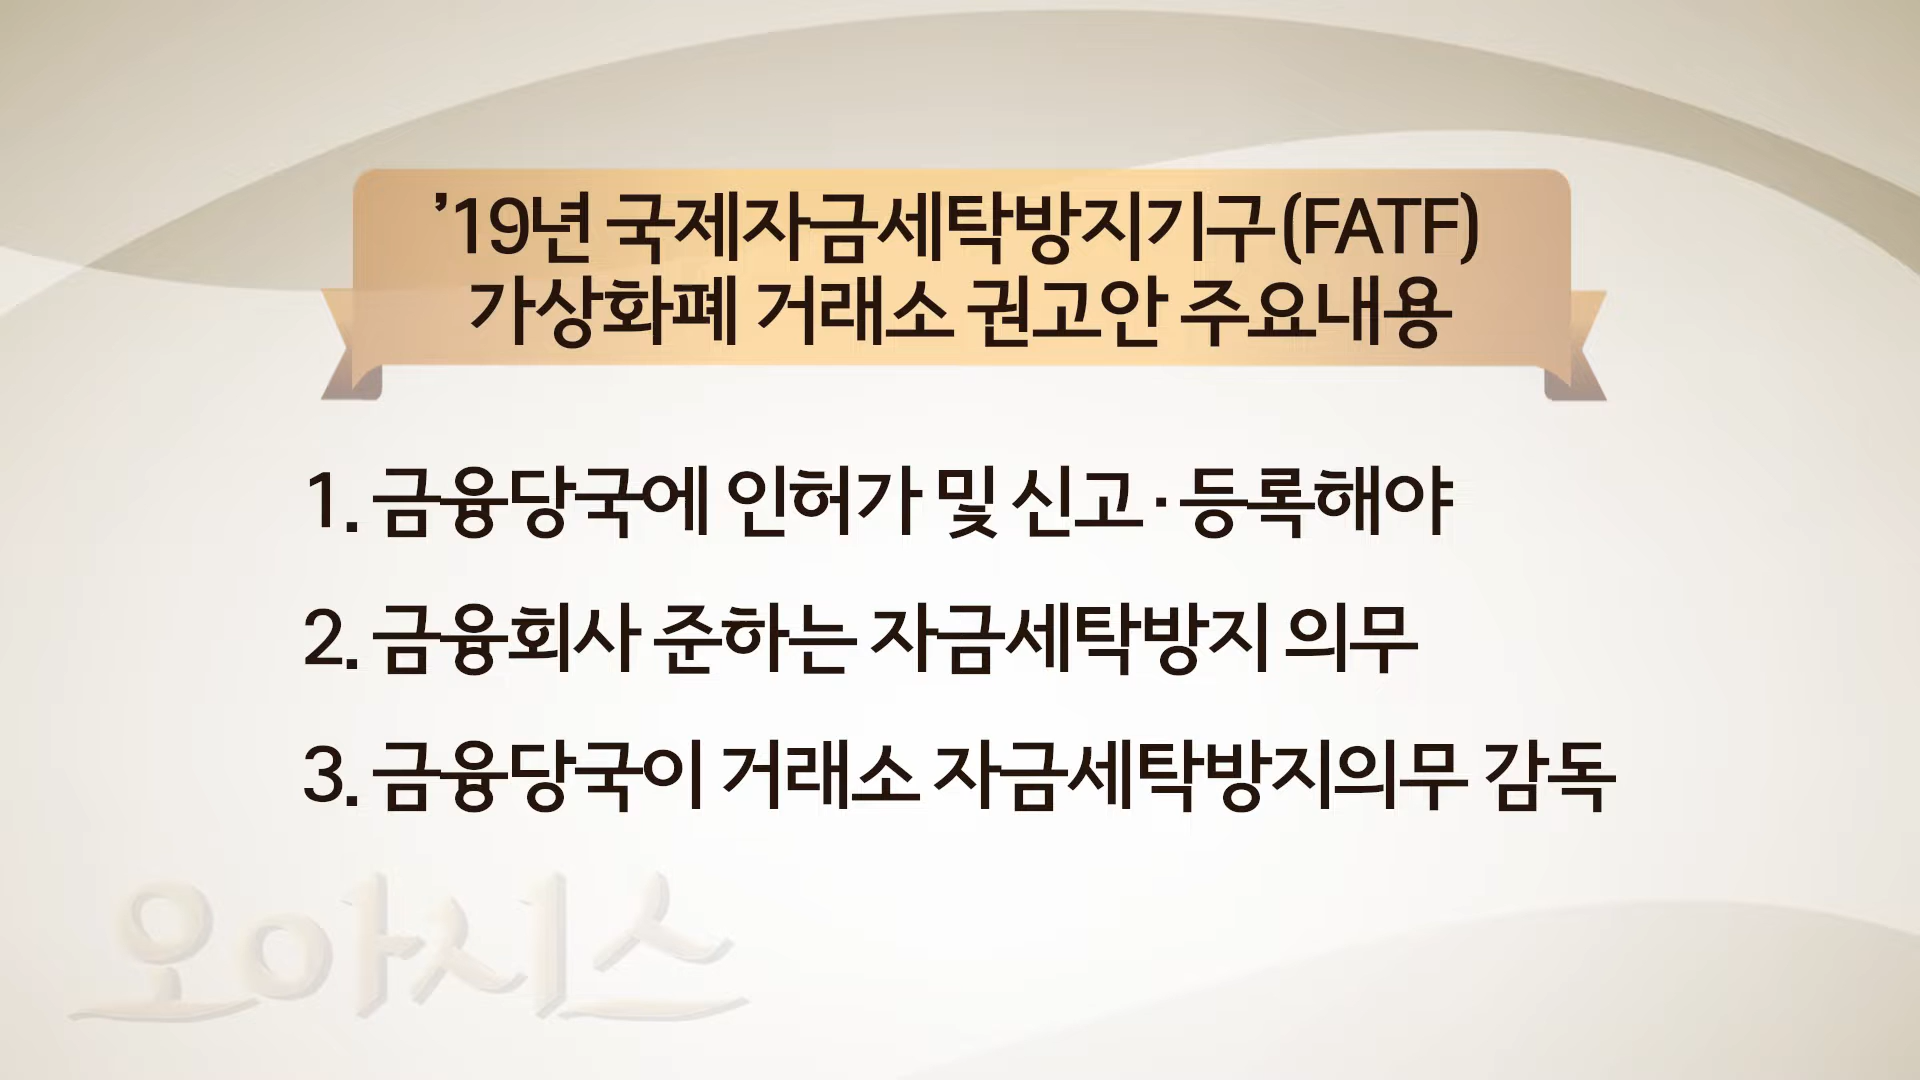 ’19년 국제자금세탁방지기구(FATF)
가상화폐 거래소 권고안 주요내용
1. 금융당국에 인허가 및 신고·등록해야
2. 금융회사 준하는 자금세탁방지 의무
3. 금융당국이 거래소 자금세탁방지의무 감독
오아시스